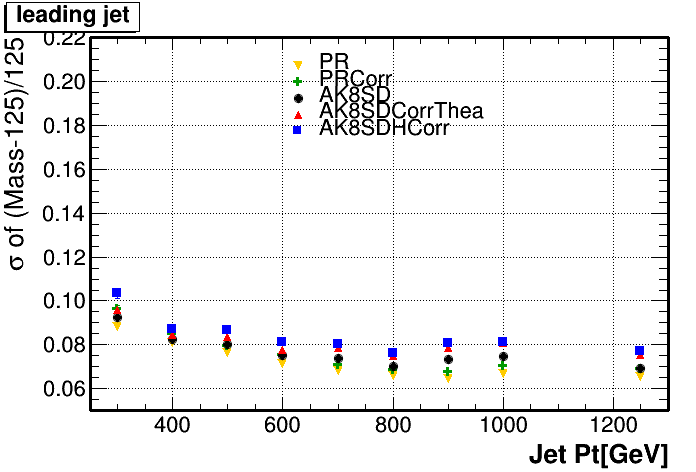 leading jet
σ of (Mass-125)/125
0.22
0.20
0.18
0.16
0.14
0.12
0.10
0.08
0.06
PR
PRCorr
AK8SD
AK8SDCorrThea
AK8SDHCorr
400 600 800 1000 1200
Jet Pt[GeV]